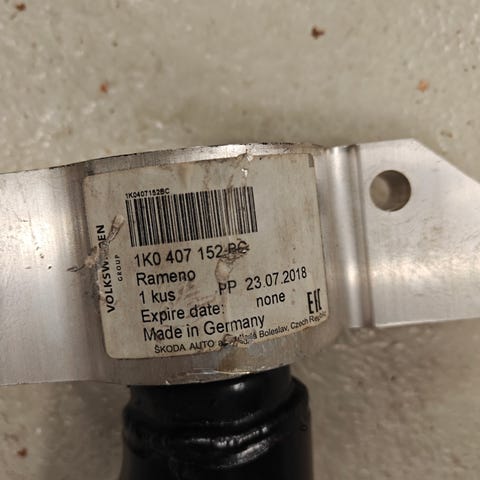 1K0407152BC
VOLKSWAGEN
GROUP
1K0 407 152 BC
Rameno
1 kus PP 23.07.2018
Expire date: none
Made in Germany
EAC
ŠKODA AUTO Boleslav, Czech Republic